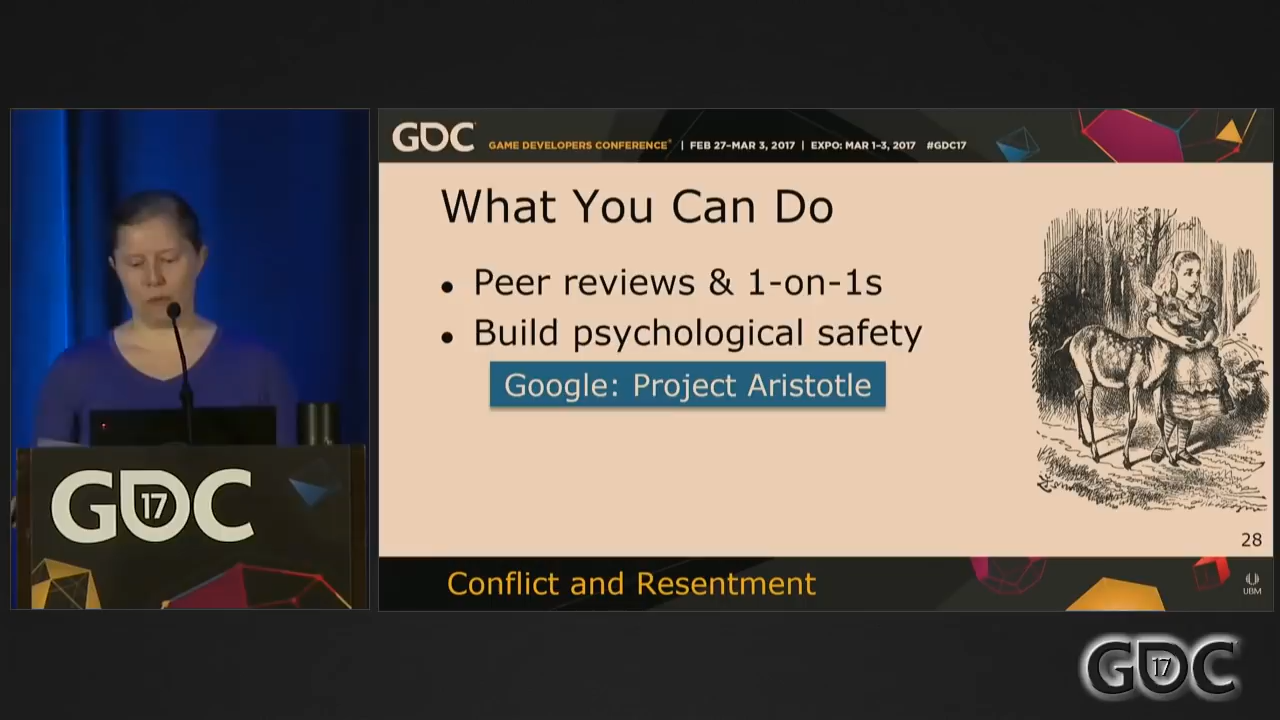 GDC GAME DEVELOPERS CONFERENCE® | FEB 27–MAR 3, 2017 | EXPO: MAR 1–3, 2017 #GDC17
What You Can Do
• Peer reviews & 1-on-1s
• Build psychological safety
Google: Project Aristotle
GDC 17
28
Conflict and Resentment
UBM
GDC 17